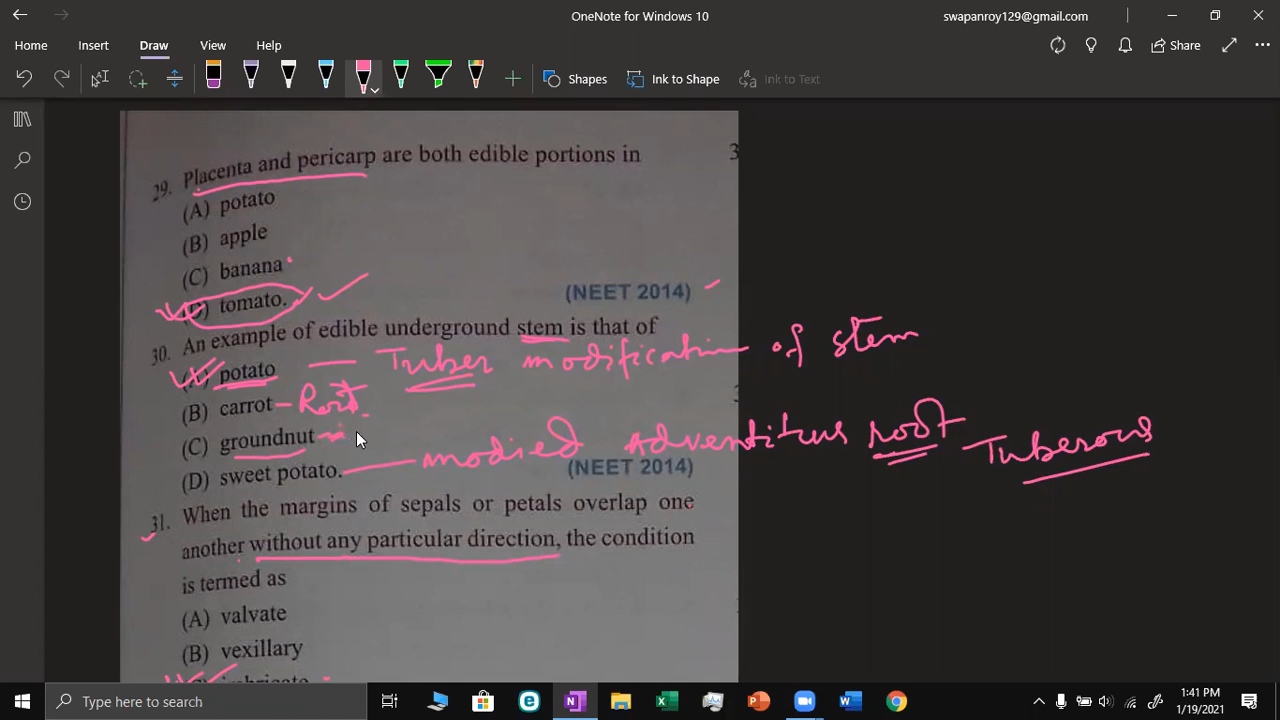 OneNote for Windows 10
swapanroy129@gmail.com
Home Insert Draw View Help
Share
Shapes Ink to Shape Ink to Text
29. Placenta and pericarp are both edible portions in
3
(A) potato
(B) apple
(C) banana
(D) tomato.
(NEET 2014)
30. An example of edible underground stem is that of
(A) potato — Tuber modification of stem
(B) carrot – Root.
(C) groundnut
(D) sweet potato. — modied Adventitus root Tuberous
(NEET 2014)
31. When the margins of sepals or petals overlap one
another without any particular direction, the condition
is termed as
(A) valvate
(B) vexillary
imbricate
Type here to search
1:41 PM
1/19/2021